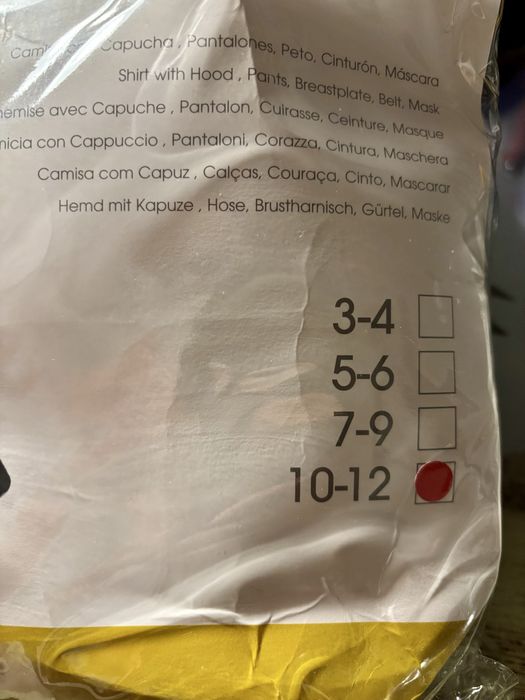 Capucha , Pantalones, Peto, Cinturón, Máscara
Shirt with Hood , Pants, Breastplate, Belt, Mask
avec Capuche , Pantalon, Cuirasse, Ceinture, Masque
con Cappuccio , Pantaloni, Corazza, Cintura, Maschera
Camisa com Capuz , Calças, Couraça, Cinto, Mascarar
Hemd mit Kapuze , Hose, Brustharnisch, Gürtel, Maske
3-4
5-6
7-9
10-12